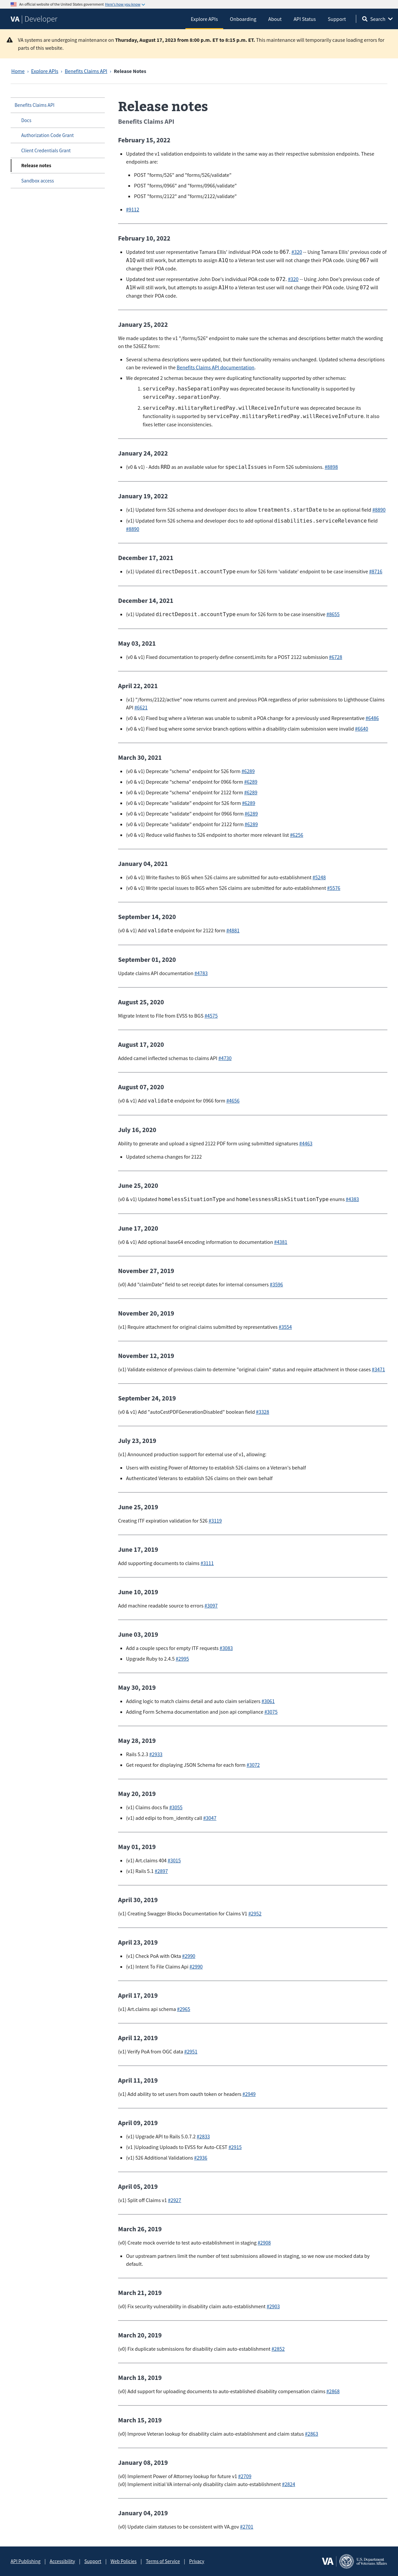 An official website of the United States government Here's how you know
VA | Developer
Explore APIs
Onboarding
About
API Status
Support
Search
VA systems are undergoing maintenance on Thursday, August 17, 2023 from 8:00 p.m. ET to 8:15 p.m. ET. This maintenance will temporarily cause loading errors for
parts of this website.
Home › Explore APIs › Benefits Claims API › Release Notes
Benefits Claims API
Docs
Authorization Code Grant
Client Credentials Grant
Release notes
Sandbox access
Release notes
Benefits Claims API
February 15, 2022
Updated the v1 validation endpoints to validate in the same way as their respective submission endpoints. These
endpoints are:
POST "forms/526" and "forms/526/validate"
POST "forms/0966" and "forms/0966/validate"
POST "forms/2122" and "forms/2122/validate"
#9112
February 10, 2022
Updated test user representative Tamara Ellis' individual POA code to 067. #320 -- Using Tamara Ellis' previous code of
A1Q will still work, but attempts to assign A1Q to a Veteran test user will not change their POA code. Using 067 will
change their POA code.
Updated test user representative John Doe's individual POA code to 072. #320 -- Using John Doe's previous code of
A1H will still work, but attempts to assign A1H to a Veteran test user will not change their POA code. Using 072 will
change their POA code.
January 25, 2022
We made updates to the v1 "/forms/526" endpoint to make sure the schemas and descriptions better match the wording
on the 526EZ form:
Several schema descriptions were updated, but their functionality remains unchanged. Updated schema descriptions
can be reviewed in the Benefits Claims API documentation.
We deprecated 2 schemas because they were duplicating functionality supported by other schemas:
1. servicePay.hasSeparationPay was deprecated because its functionality is supported by
servicePay.separationPay.
2. servicePay.militaryRetiredPay.willReceiveInFuture was deprecated because its
functionality is supported by servicePay.militaryRetiredPay.willReceiveInFuture. It also
fixes letter case inconsistencies.
January 24, 2022
(v0 & v1) - Adds RRD as an available value for specialIssues in Form 526 submissions. #8898
January 19, 2022
(v1) Updated form 526 schema and developer docs to allow treatments.startDate to be an optional field #8890
(v1) Updated form 526 schema and developer docs to add optional disabilities.serviceRelevance field
#8890
December 17, 2021
(v1) Updated directDeposit.accountType enum for 526 form 'validate' endpoint to be case insensitive #8716
December 14, 2021
(v1) Updated directDeposit.accountType enum for 526 form to be case insensitive #8655
May 03, 2021
(v0 & v1) Fixed documentation to properly define consentLimits for a POST 2122 submission #6728
April 22, 2021
(v1) "/forms/2122/active" now returns current and previous POA regardless of prior submissions to Lighthouse Claims
API #6621
(v0 & v1) Fixed bug where a Veteran was unable to submit a POA change for a previously used Representative #6486
(v0 & v1) Fixed bug where some service branch options within a disability claim submission were invalid #6640
March 30, 2021
(v0 & v1) Deprecate "schema" endpoint for 526 form #6289
(v0 & v1) Deprecate "schema" endpoint for 0966 form #6289
(v0 & v1) Deprecate "schema" endpoint for 2122 form #6289
(v0 & v1) Deprecate "validate" endpoint for 526 form #6289
(v0 & v1) Deprecate "validate" endpoint for 0966 form #6289
(v0 & v1) Deprecate "validate" endpoint for 2122 form #6289
(v0 & v1) Reduce valid flashes to 526 endpoint to shorter more relevant list #6256
January 04, 2021
(v0 & v1) Write flashes to BGS when 526 claims are submitted for auto-establishment #5248
(v0 & v1) Write special issues to BGS when 526 claims are submitted for auto-establishment #5576
September 14, 2020
(v0 & v1) Add validate endpoint for 2122 form #4881
September 01, 2020
Update claims API documentation #4783
August 25, 2020
Migrate Intent to File from EVSS to BGS #4575
August 17, 2020
Added camel inflected schemas to claims API #4730
August 07, 2020
(v0 & v1) Add validate endpoint for 0966 form #4656
July 16, 2020
Ability to generate and upload a signed 2122 PDF form using submitted signatures #4463
Updated schema changes for 2122
June 25, 2020
(v0 & v1) Updated homelessSituationType and homelessnessRiskSituationType enums #4383
June 17, 2020
(v0 & v1) Add optional base64 encoding information to documentation #4381
November 27, 2019
(v0) Add "claimDate" field to set receipt dates for internal consumers #3596
November 20, 2019
(v1) Require attachment for original claims submitted by representatives #3554
November 12, 2019
(v1) Validate existence of previous claim to determine "original claim" status and require attachment in those cases #3471
September 24, 2019
(v0 & v1) Add "autoCestPDFGenerationDisabled" boolean field #3328
July 23, 2019
(v1) Announced production support for external use of v1, allowing:
Users with existing Power of Attorney to establish 526 claims on a Veteran's behalf
Authenticated Veterans to establish 526 claims on their own behalf
June 25, 2019
Creating ITF expiration validation for 526 #3119
June 17, 2019
Add supporting documents to claims #3111
June 10, 2019
Add machine readable source to errors #3097
June 03, 2019
Add a couple specs for empty ITF requests #3083
Upgrade Ruby to 2.4.5 #2995
May 30, 2019
Adding logic to match claims detail and auto claim serializers #3061
Adding Form Schema documentation and json api compliance #3075
May 28, 2019
Rails 5.2.3 #2933
Get request for displaying JSON Schema for each form #3072
May 20, 2019
(v1) Claims docs fix #3055
(v1) add edipi to from_identity call #3047
May 01, 2019
(v1) Art.claims 404 #3015
(v1) Rails 5.1 #2897
April 30, 2019
(v1) Creating Swagger Blocks Documentation for Claims V1 #2952
April 23, 2019
(v1) Check PoA with Okta #2990
(v1) Intent To File Claims Api #2990
April 17, 2019
(v1) Art.claims api schema #2965
April 12, 2019
(v1) Verify PoA from OGC data #2951
April 11, 2019
(v1) Add ability to set users from oauth token or headers #2949
April 09, 2019
(v1) Upgrade API to Rails 5.0.7.2 #2833
(v1 )Uploading Uploads to EVSS for Auto-CEST #2915
(v1) 526 Additional Validations #2936
April 05, 2019
(v1) Split off Claims v1 #2927
March 26, 2019
(v0) Create mock override to test auto-establishment in staging #2908
Our upstream partners limit the number of test submissions allowed in staging, so we now use mocked data by
default.
March 21, 2019
(v0) Fix security vulnerability in disability claim auto-establishment #2903
March 20, 2019
(v0) Fix duplicate submissions for disability claim auto-establishment #2852
March 18, 2019
(v0) Add support for uploading documents to auto-established disability compensation claims #2868
March 15, 2019
(v0) Improve Veteran lookup for disability claim auto-establishment and claim status #2863
January 08, 2019
(v0) Implement Power of Attorney lookup for future v1 #2709
(v0) Implement initial VA internal-only disability claim auto-establishment #2824
January 04, 2019
(v0) Update claim statuses to be consistent with VA.gov #2701
API Publishing | Accessibility | Support | Web Policies | Terms of Service | Privacy
VA | U.S. Department
of Veterans Affairs